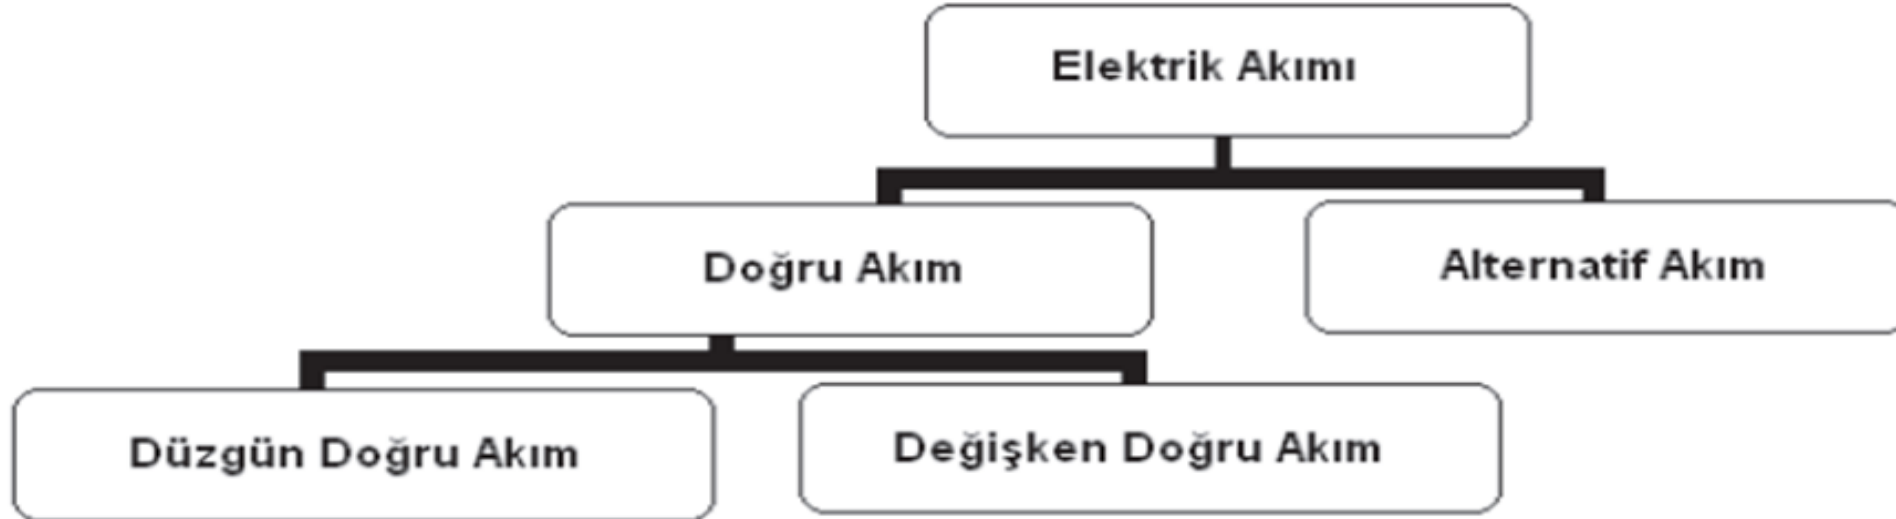 Elektrik Akımı
Doğru Akım
Alternatif Akım
Düzgün Doğru Akım
Değişken Doğru Akım